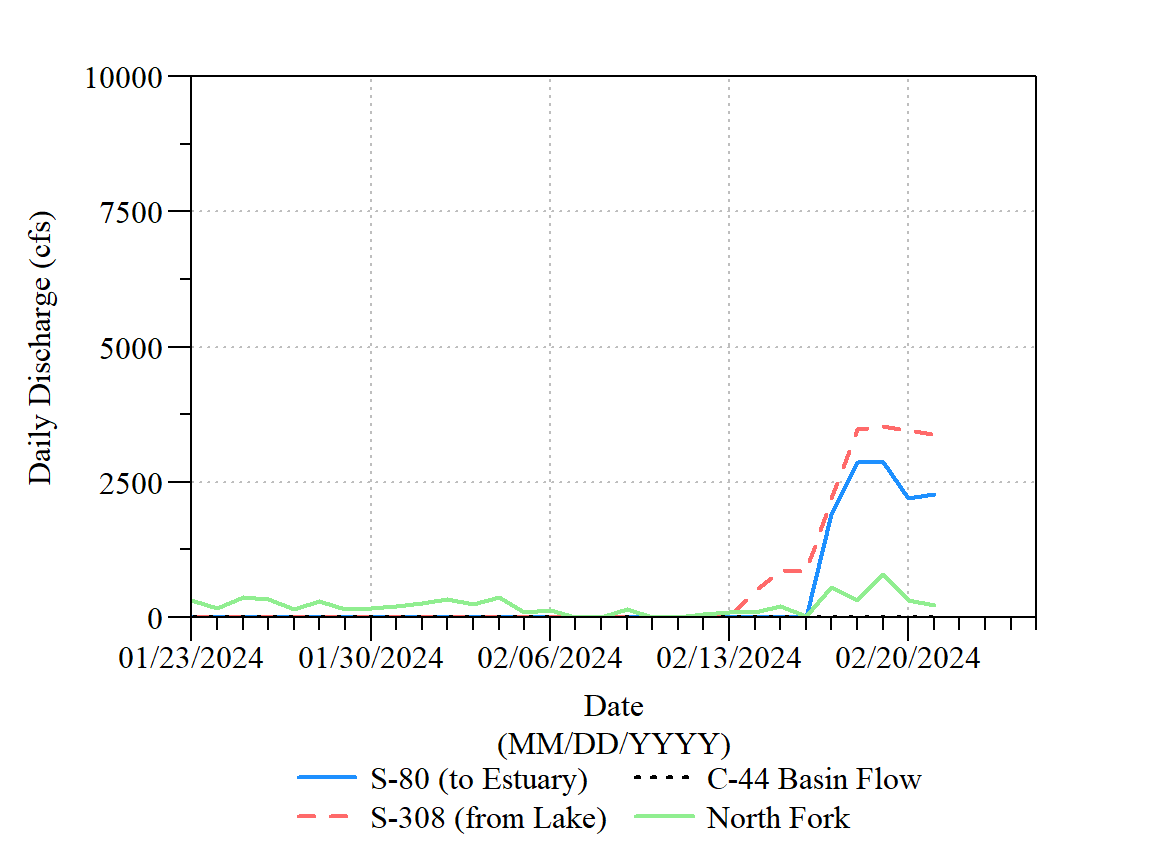 10000
7500
5000
2500
0
Daily Discharge (cfs)
01/23/2024 01/30/2024 02/06/2024 02/13/2024 02/20/2024
Date
(MM/DD/YYYY)
S-80 (to Estuary) C-44 Basin Flow
S-308 (from Lake) North Fork